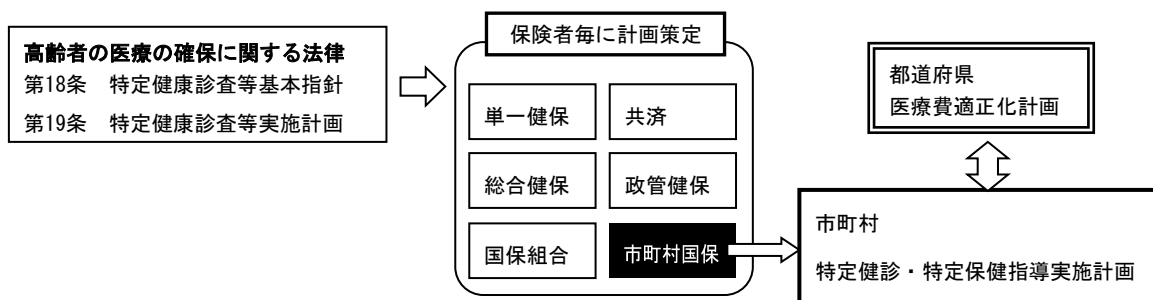 高齢者の医療の確保に関する法律
第18条　特定健康診査等基本指針
第19条　特定健康診査等実施計画
保険者毎に計画策定
単一健保
共済
総合健保
政管健保
国保組合
市町村国保
都道府県
医療費適正化計画
市町村
特定健診・特定保健指導実施計画